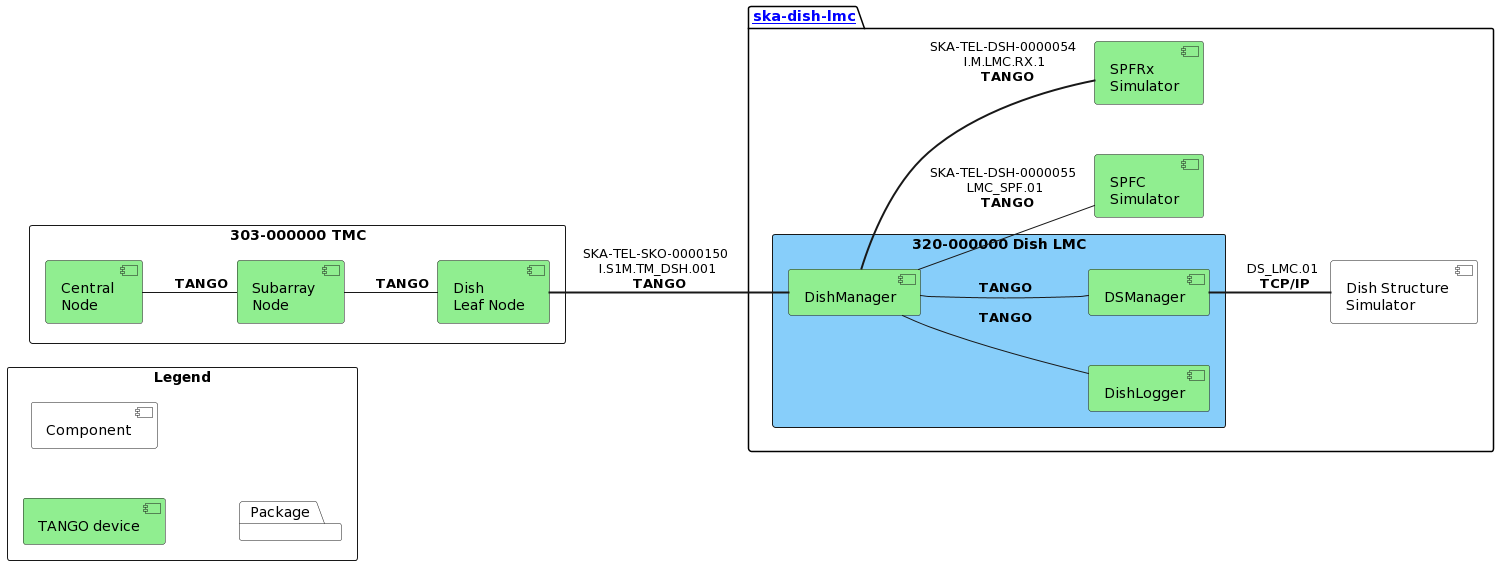 ska-dish-lmc
SKA-TEL-DSH-0000054
I.M.LMC.RX.1
TANGO
SPFRx
Simulator
SKA-TEL-DSH-0000055
LMC_SPF.01
TANGO
SPFC
Simulator
303-000000 TMC
Central
Node
TANGO
Subarray
Node
TANGO
Dish
Leaf Node
SKA-TEL-SKO-0000150
I.S1M.TM_DSH.001
TANGO
320-000000 Dish LMC
DishManager
TANGO
TANGO
DSManager
DishLogger
DS_LMC.01
TCP/IP
Dish Structure
Simulator
Legend
Component
TANGO device
Package